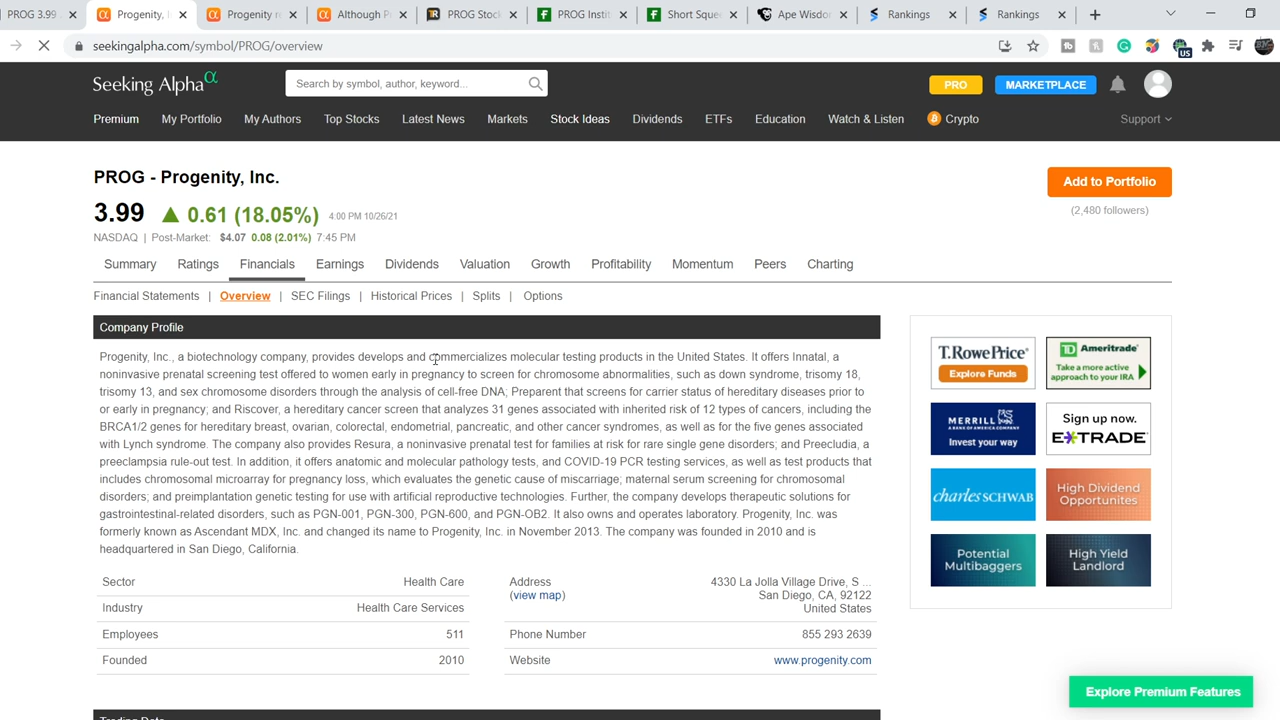 PROG 3.99
Progenity, I
Progenity r
Although P
PROG Stoc
PROG Instit
Short Sque
Ape Wisdo
Rankings
Rankings
seekingalpha.com/symbol/PROG/overview
US
Seeking Alpha α
Search by symbol, author, keyword...
PRO
MARKETPLACE
Premium
My Portfolio
My Authors
Top Stocks
Latest News
Markets
Stock Ideas
Dividends
ETFs
Education
Watch & Listen
Crypto
Support
PROG - Progenity, Inc.
Add to Portfolio
3.99 0.61 (18.05%) 4:00 PM 10/26/21
(2,480 followers)
NASDAQ | Post-Market: $4.07 0.08 (2.01%) 7:45 PM
Summary Ratings Financials Earnings Dividends Valuation Growth Profitability Momentum Peers Charting
Financial Statements | Overview | SEC Filings | Historical Prices | Splits | Options
Company Profile
Progenity, Inc., a biotechnology company, provides develops and commercializes molecular testing products in the United States. It offers Innatal, a
noninvasive prenatal screening test offered to women early in pregnancy to screen for chromosome abnormalities, such as down syndrome, trisomy 18,
trisomy 13, and sex chromosome disorders through the analysis of cell-free DNA; Preparent that screens for carrier status of hereditary diseases prior to
or early in pregnancy; and Riscover, a hereditary cancer screen that analyzes 31 genes associated with inherited risk of 12 types of cancers, including the
BRCA1/2 genes for hereditary breast, ovarian, colorectal, endometrial, pancreatic, and other cancer syndromes, as well as for the five genes associated
with Lynch syndrome. The company also provides Resura, a noninvasive prenatal test for families at risk for rare single gene disorders; and Preecludia, a
preeclampsia rule-out test. In addition, it offers anatomic and molecular pathology tests, and COVID-19 PCR testing services, as well as test products that
includes chromosomal microarray for pregnancy loss, which evaluates the genetic cause of miscarriage; maternal serum screening for chromosomal
disorders; and preimplantation genetic testing for use with artificial reproductive technologies. Further, the company develops therapeutic solutions for
gastrointestinal-related disorders, such as PGN-001, PGN-300, PGN-600, and PGN-OB2. It also owns and operates laboratory. Progenity, Inc. was
formerly known as Ascendant MDX, Inc. and changed its name to Progenity, Inc. in November 2013. The company was founded in 2010 and is
headquartered in San Diego, California.
Sector Health Care
Industry Health Care Services
Employees 511
Founded 2010
Address 4330 La Jolla Village Drive, S ...
(view map) San Diego, CA, 92122
United States
Phone Number 855 293 2639
Website www.progenity.com
T.RowePrice
Explore Funds
TD Ameritrade
Take a more active
approach to your IRA
MERRILL
A BANK OF AMERICA COMPANY
Invest your way
Sign up now.
E*TRADE
charles SCHWAB
High Dividend
Opportunites
Potential
Multibaggers
High Yield
Landlord
Explore Premium Features
Trading Data